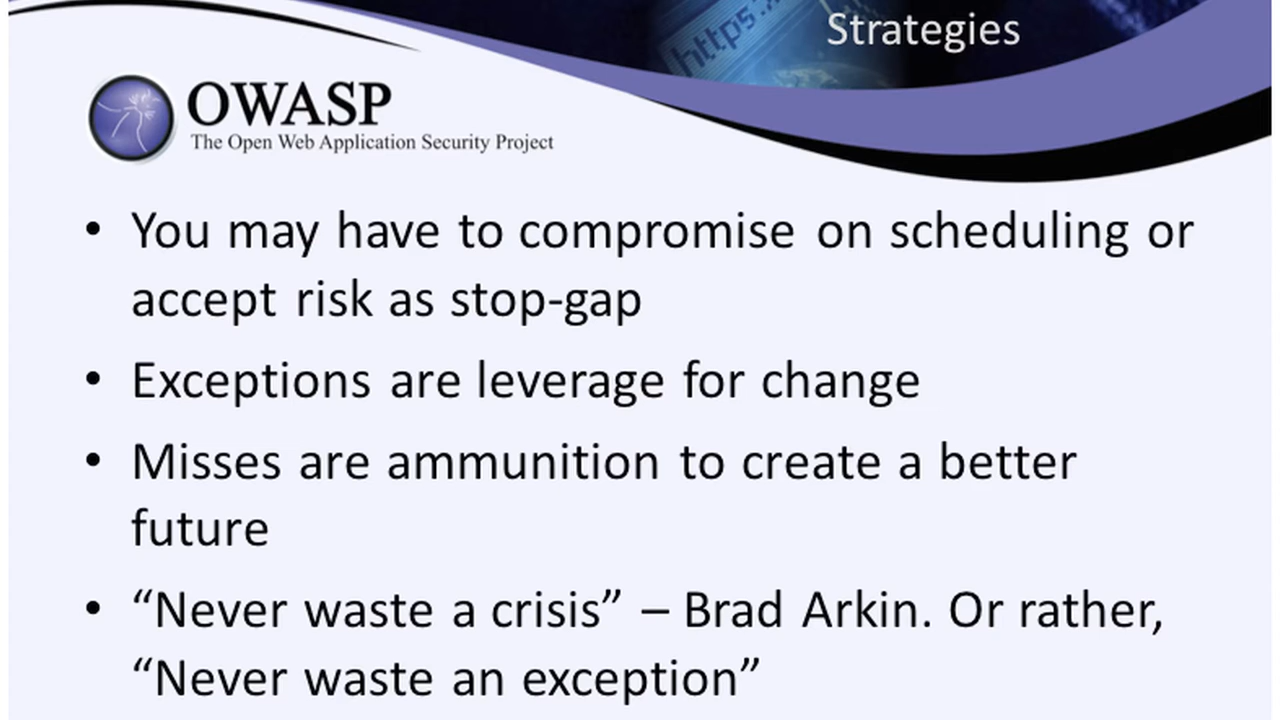 https:/
Strategies
OWASP
The Open Web Application Security Project
• You may have to compromise on scheduling or
accept risk as stop-gap
• Exceptions are leverage for change
• Misses are ammunition to create a better
future
• “Never waste a crisis” – Brad Arkin. Or rather,
“Never waste an exception”